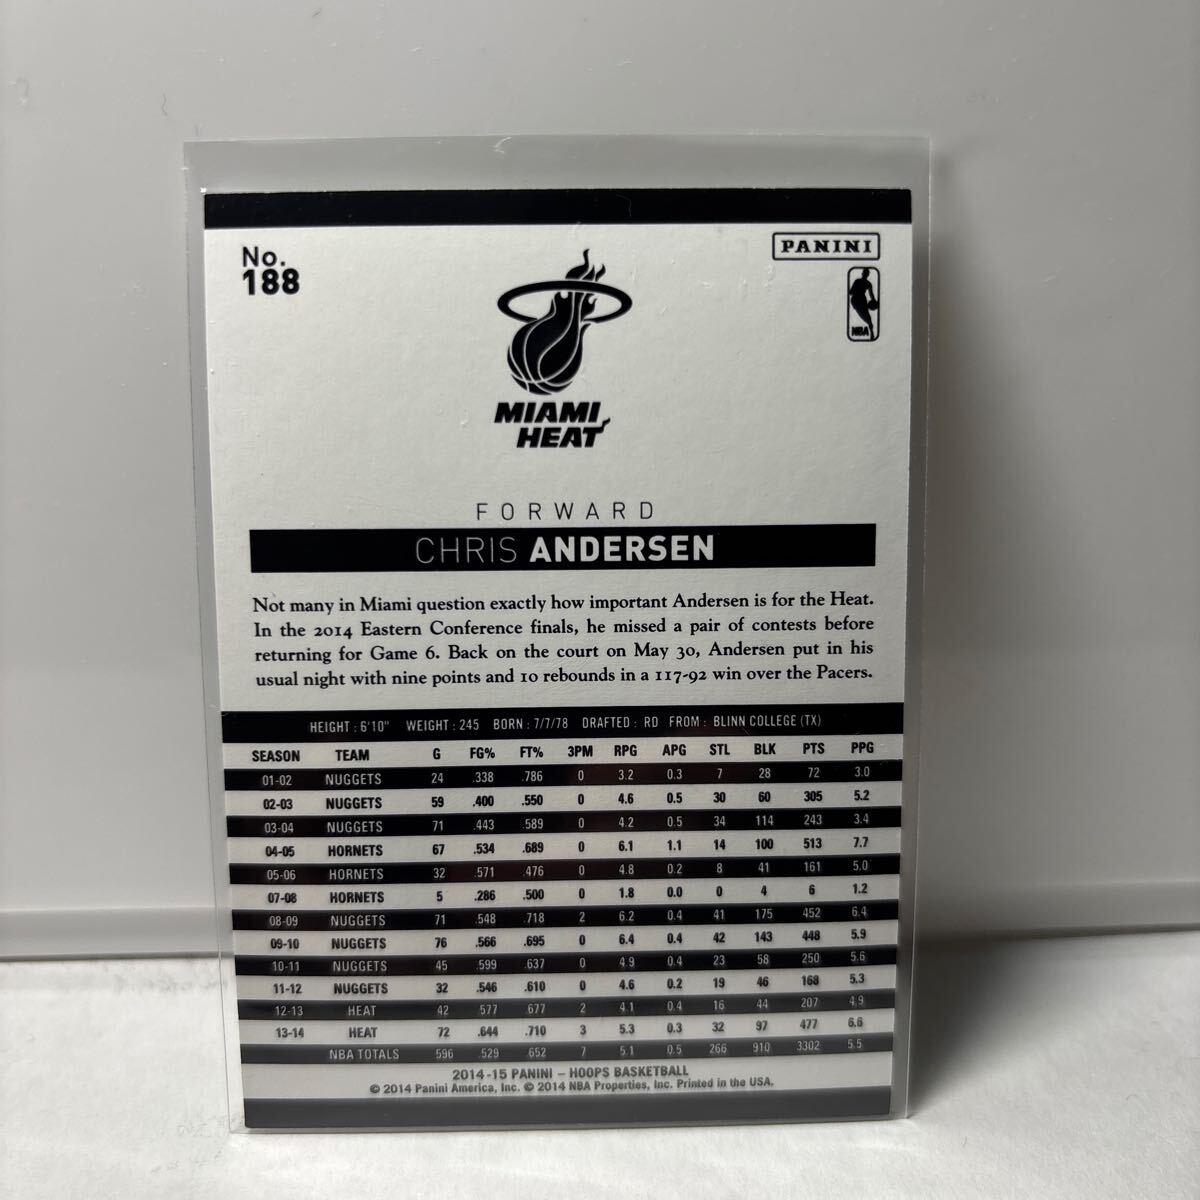 No.
188
PANINI
NBA
MIAMI
HEAT
FORWARD
CHRIS ANDERSEN
Not many in Miami question exactly how important Andersen is for the Heat.
In the 2014 Eastern Conference finals, he missed a pair of contests before
returning for Game 6. Back on the court on May 30, Andersen put in his
usual night with nine points and 10 rebounds in a 117-92 win over the Pacers.
HEIGHT : 6'10" WEIGHT : 245 BORN : 7/7/78 DRAFTED : RD FROM : BLINN COLLEGE (TX)
SEASON TEAM G FG% FT% 3PM RPG APG STL BLK PTS PPG
01-02 NUGGETS 24 .338 .786 0 3.2 0.3 7 28 72 3.0
02-03 NUGGETS 59 .400 .550 0 4.6 0.5 30 60 305 5.2
03-04 NUGGETS 71 .443 .589 0 4.2 0.5 34 114 243 3.4
04-05 HORNETS 67 .534 .689 0 6.1 1.1 14 100 513 7.7
05-06 HORNETS 32 .571 .476 0 4.8 0.2 8 41 161 5.0
07-08 HORNETS 5 .286 .500 0 1.8 0.0 0 4 6 1.2
08-09 NUGGETS 71 .548 .718 2 6.2 0.4 41 175 452 6.4
09-10 NUGGETS 76 .566 .695 0 6.4 0.4 42 143 448 5.9
10-11 NUGGETS 45 .599 .637 0 4.9 0.4 23 58 250 5.6
11-12 NUGGETS 32 .546 .610 0 4.6 0.2 19 46 168 5.3
12-13 HEAT 42 .577 .677 2 4.1 0.4 16 44 207 4.9
13-14 HEAT 72 .644 .710 3 5.3 0.3 32 97 477 6.6
NBA TOTALS 596 .529 .652 7 5.1 0.5 266 910 3302 5.5
2014-15 PANINI – HOOPS BASKETBALL
© 2014 Panini America, Inc. © 2014 NBA Properties, Inc. Printed in the USA.